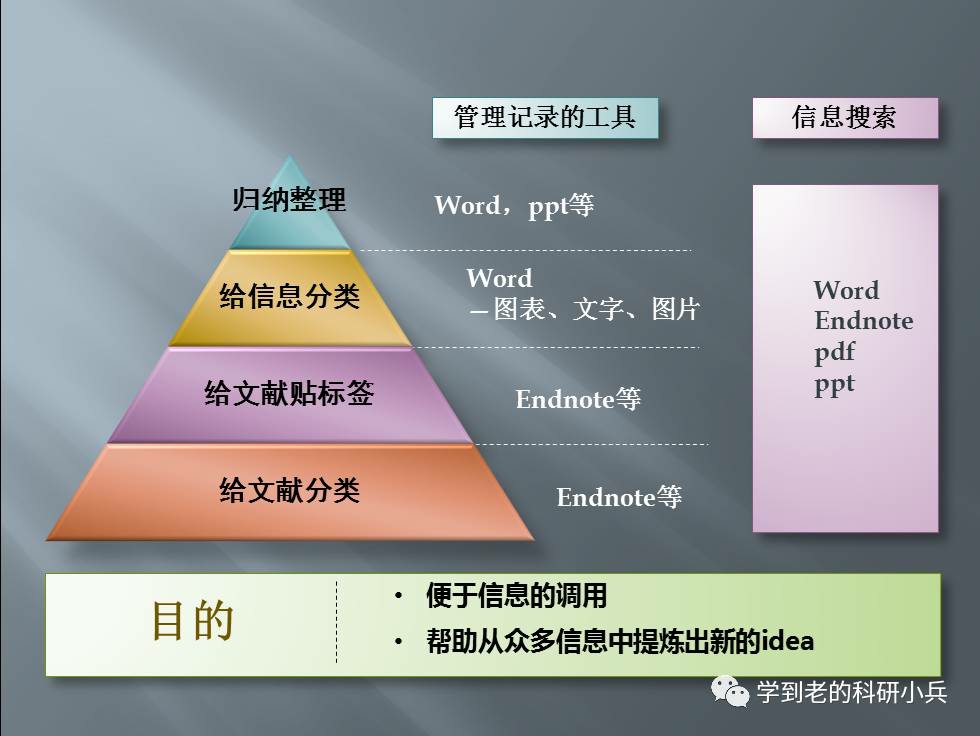 管理记录的工具
信息搜索
归纳整理
Word，ppt等
给信息分类
Word
—图表、文字、图片
给文献贴标签
Endnote等
给文献分类
Endnote等
Word
Endnote
pdf
ppt
目的
• 便于信息的调用
• 帮助从众多信息中提炼出新的idea
学到老的科研小兵